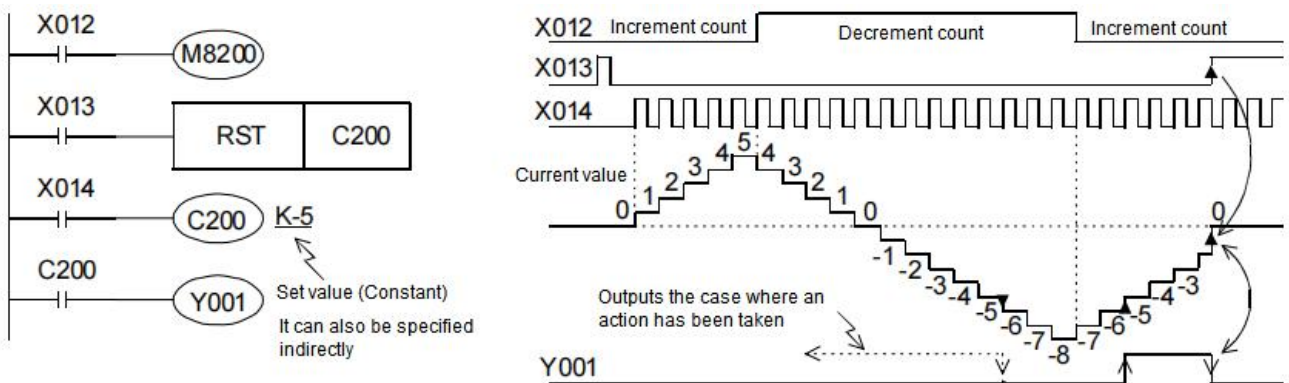 X012
M8200
X013
RST C200
X014
C200 K-5
C200
Y001
Set value (Constant)
It can also be specified
indirectly
X012 Increment count Decrement count Increment count
X013
X014
Current value
0 1 2 3 4 5 4 3 2 1 0
-1 -2 -3 -4 -5 -6 -7 -8 -7 -6 -5 -4 -3 0
Outputs the case where an
action has been taken
Y001